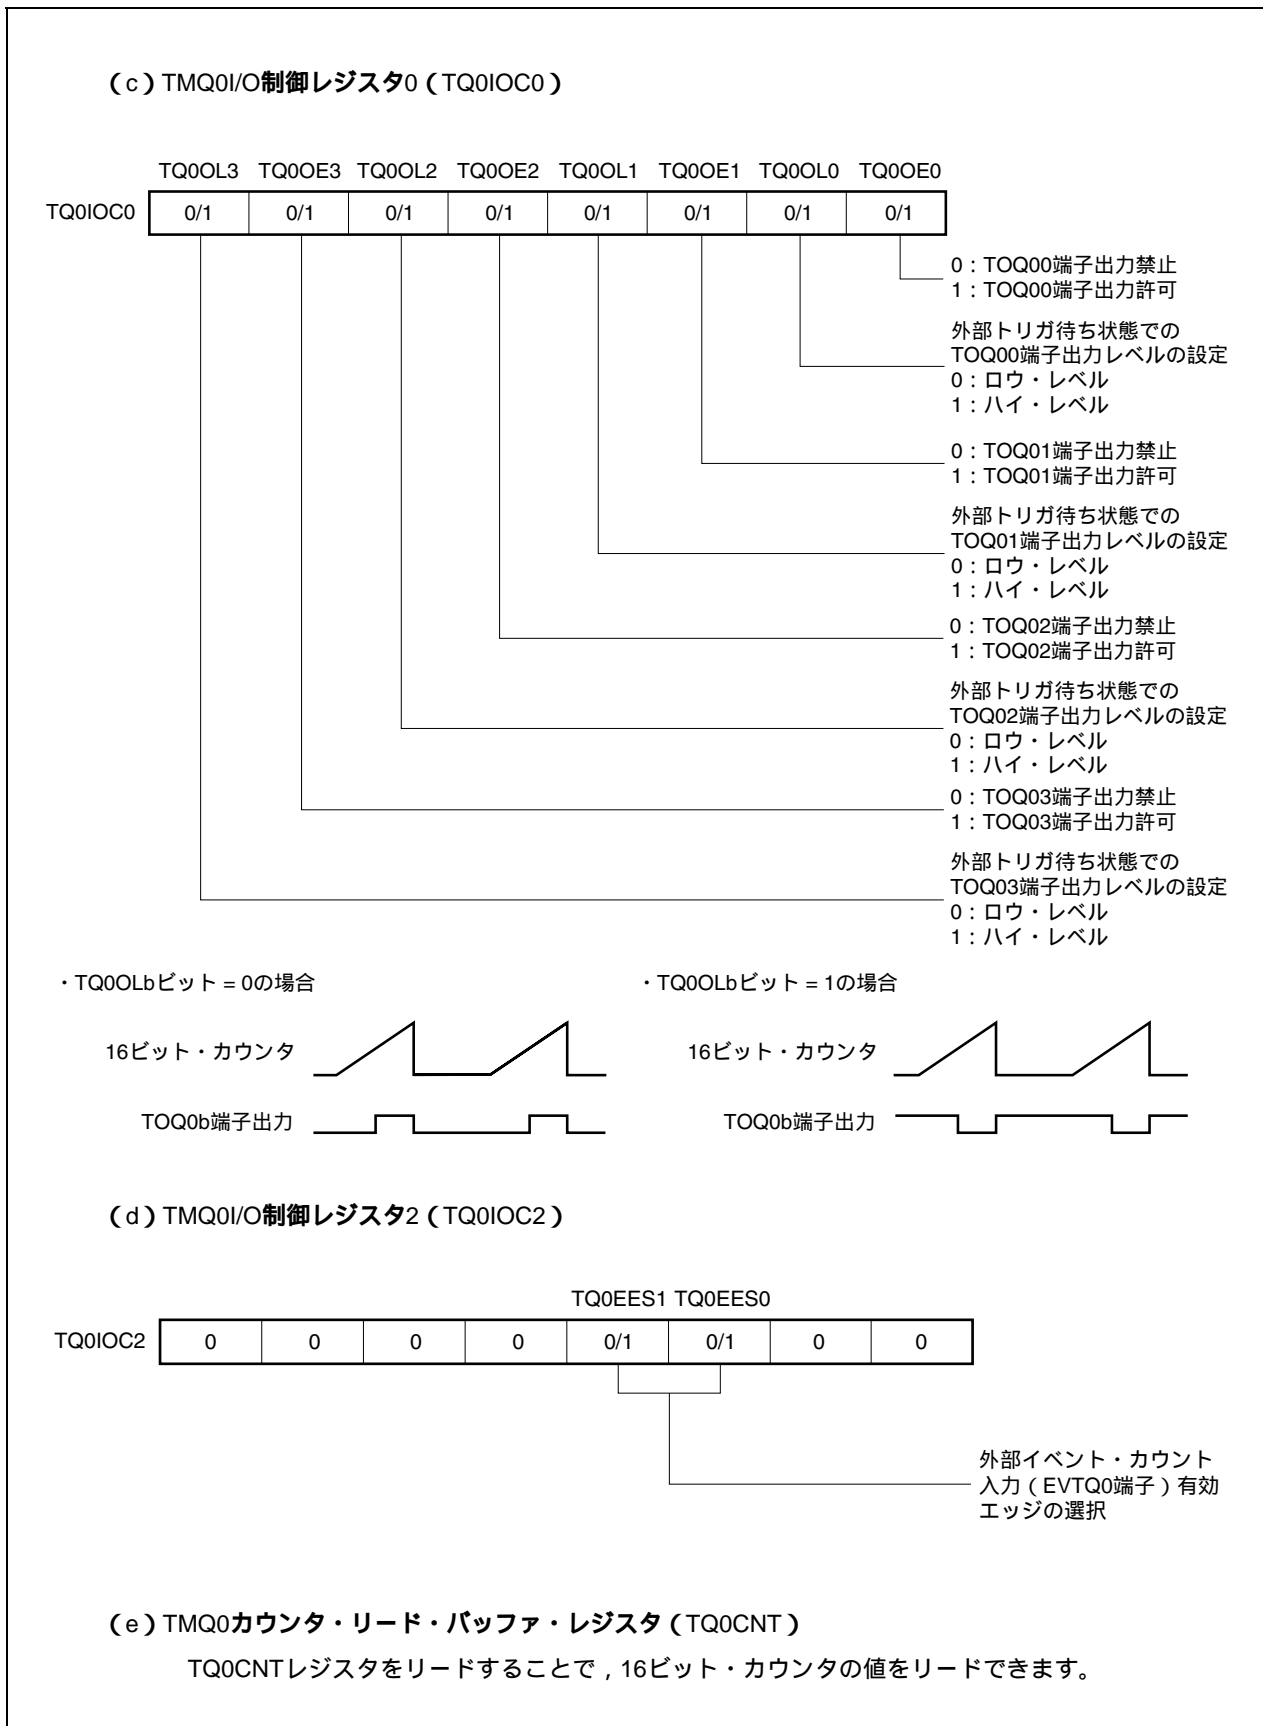 （c）TMQ0I/O制御レジスタ0（TQ0IOC0）
TQ0OL3 TQ0OE3 TQ0OL2 TQ0OE2 TQ0OL1 TQ0OE1 TQ0OL0 TQ0OE0
TQ0IOC0 0/1 0/1 0/1 0/1 0/1 0/1 0/1 0/1
0：TOQ00端子出力禁止
1：TOQ00端子出力許可
外部トリガ待ち状態での
TOQ00端子出力レベルの設定
0：ロウ・レベル
1：ハイ・レベル
0：TOQ01端子出力禁止
1：TOQ01端子出力許可
外部トリガ待ち状態での
TOQ01端子出力レベルの設定
0：ロウ・レベル
1：ハイ・レベル
0：TOQ02端子出力禁止
1：TOQ02端子出力許可
外部トリガ待ち状態での
TOQ02端子出力レベルの設定
0：ロウ・レベル
1：ハイ・レベル
0：TOQ03端子出力禁止
1：TOQ03端子出力許可
外部トリガ待ち状態での
TOQ03端子出力レベルの設定
0：ロウ・レベル
1：ハイ・レベル
・TQ0OLbビット = 0の場合
16ビット・カウンタ
TOQ0b端子出力
・TQ0OLbビット = 1の場合
16ビット・カウンタ
TOQ0b端子出力
（d）TMQ0I/O制御レジスタ2（TQ0IOC2）
TQ0EES1 TQ0EES0
TQ0IOC2 0 0 0 0 0/1 0/1 0 0
外部イベント・カウント
入力（EVTQ0端子）有効
エッジの選択
（e）TMQ0カウンタ・リード・バッファ・レジスタ（TQ0CNT）
TQ0CNTレジスタをリードすることで，16ビット・カウンタの値をリードできます。